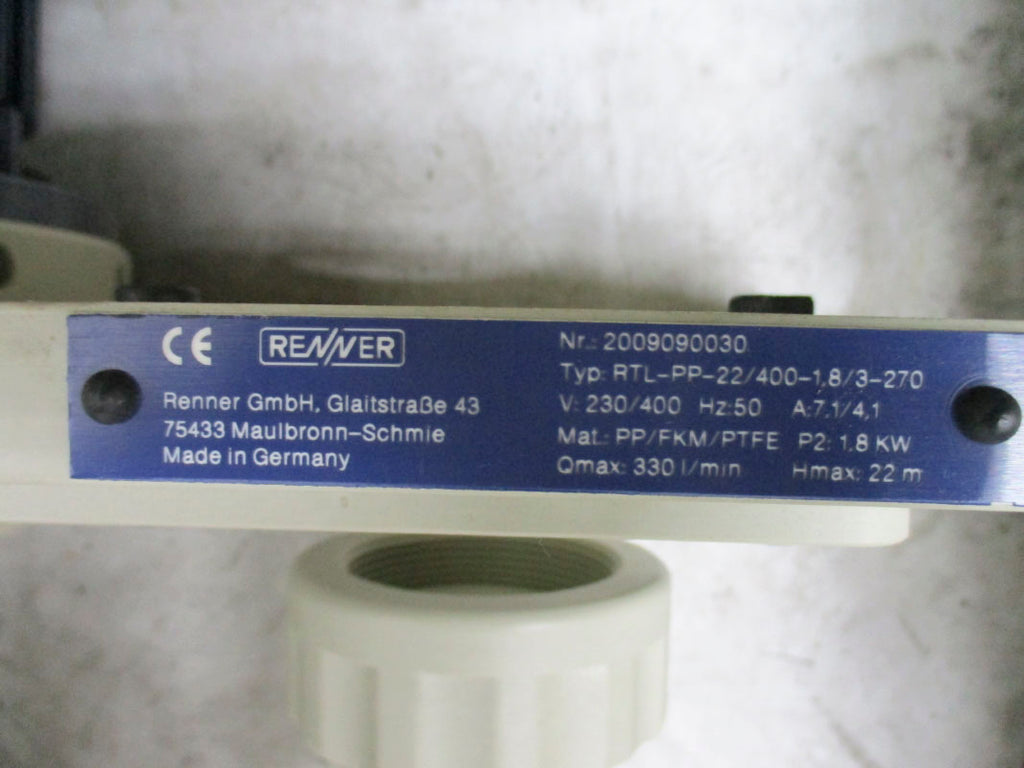 CE RENNER
Renner GmbH, Glaitstraße 43
75433 Maulbronn-Schmie
Made in Germany
Nr.: 2009090030
Typ: RTL-PP-22/400-1,8/3-270
V: 230/400 Hz:50 A:7,1/4,1
Mat.: PP/FKM/PTFE P2: 1.8 KW
Qmax: 330 l/min Hmax: 22 m